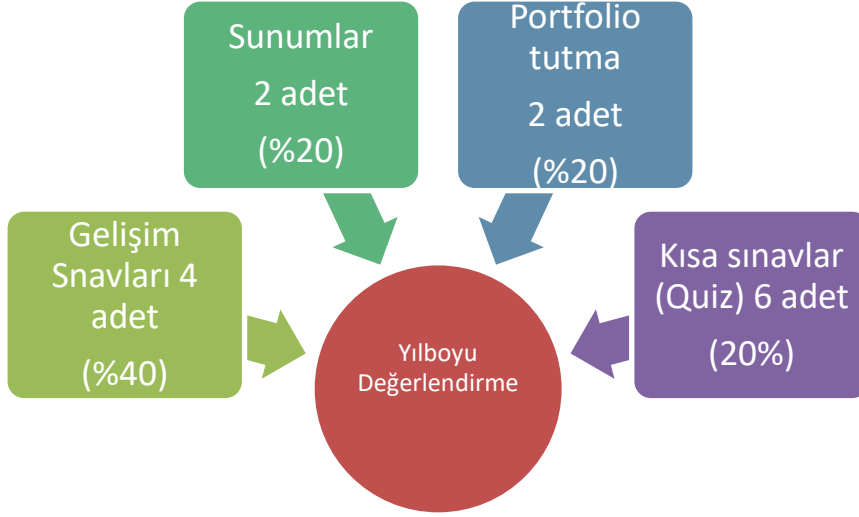 Sunumlar
2 adet
(%20)
Portfolio
tutma
2 adet
(%20)
Gelişim
Snavları 4
adet
(%40)
Kısa sınavlar
(Quiz) 6 adet
(20%)
Yılboyu
Değerlendirme